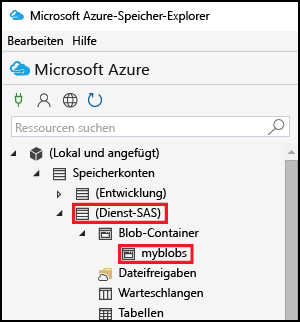 Microsoft Azure-Speicher-Explorer
Bearbeiten Hilfe
Microsoft Azure
Ressourcen suchen
(Lokal und angefügt)
Speicherkonten
(Entwicklung)
(Dienst-SAS)
Blob-Container
myblobs
Dateifreigaben
Warteschlangen
Tabellen